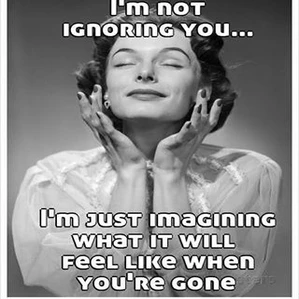 I'm not
ignoring you...
I'm just imagining
what it will
feel like when
you're gone